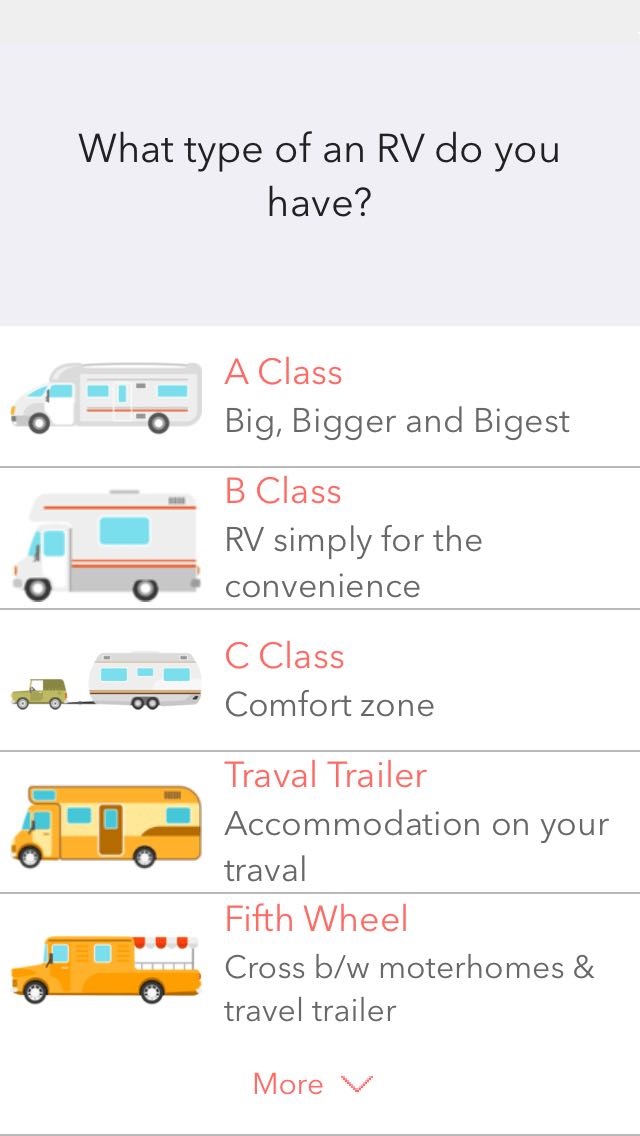 What type of an RV do you
have?
A Class
Big, Bigger and Bigest
B Class
RV simply for the
convenience
C Class
Comfort zone
Traval Trailer
Accommodation on your
traval
Fifth Wheel
Cross b/w moterhomes &
travel trailer
More